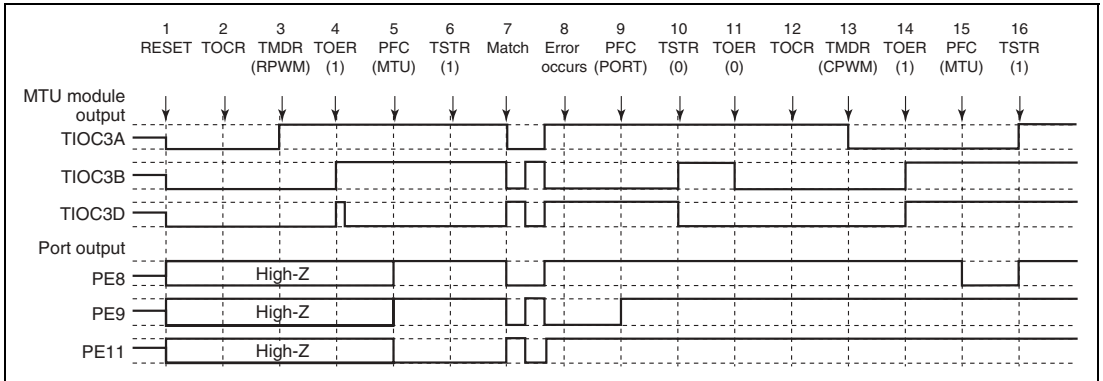 1 2 3 4 5 6 7 8 9 10 11 12 13 14 15 16
RESET TOCR TMDR TOER PFC TSTR Match Error PFC TSTR TOER TOCR TMDR TOER PFC TSTR
(RPWM) (1) (MTU) (1) occurs (PORT) (0) (0) (CPWM) (1) (MTU) (1)
MTU module
output
TIOC3A
TIOC3B
TIOC3D
Port output
PE8 High-Z
PE9 High-Z
PE11 High-Z